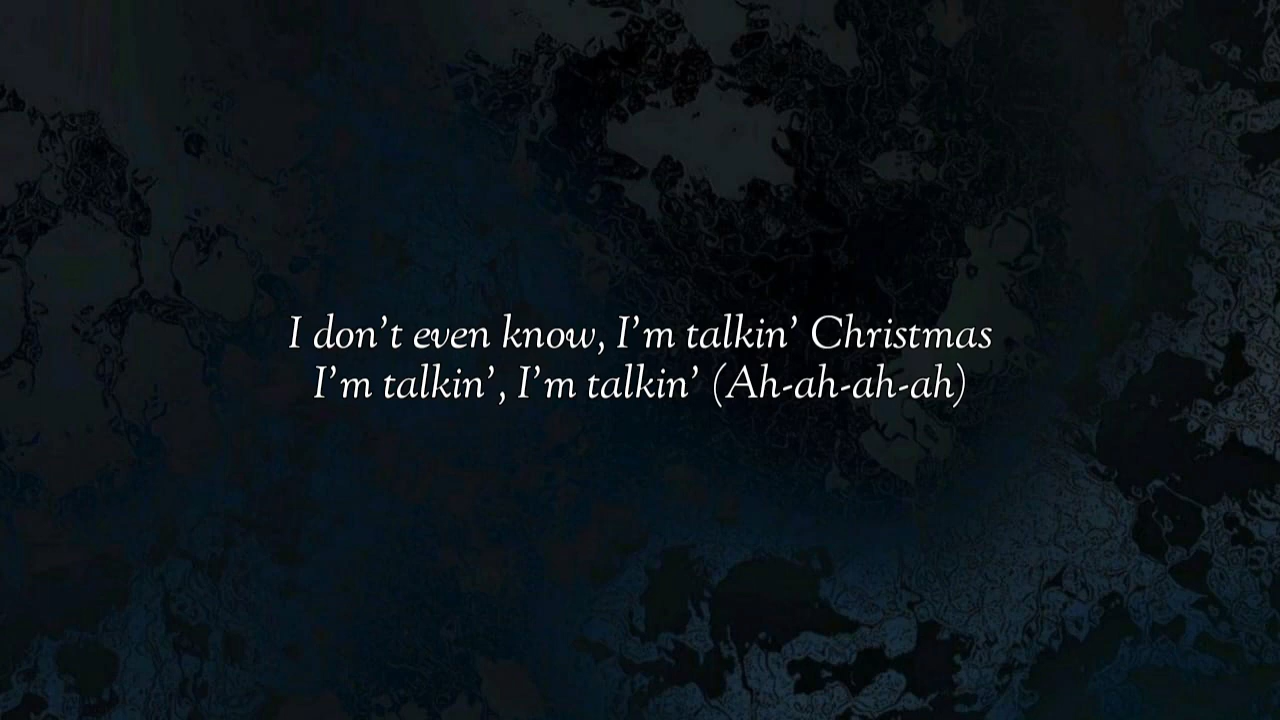 I don’t even know, I’m talkin’ Christmas
I’m talkin’, I’m talkin’ (Ah-ah-ah-ah)